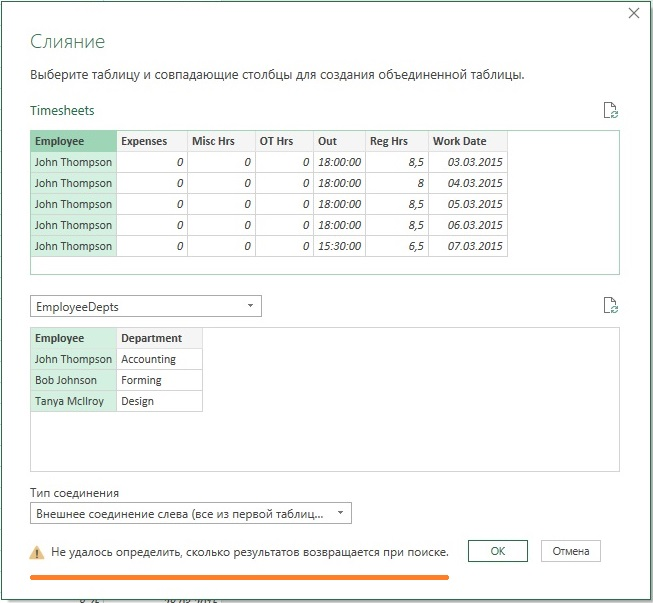 Слияние
Выберите таблицу и совпадающие столбцы для создания объединенной таблицы.
Timesheets
Employee Expenses Misc Hrs OT Hrs Out Reg Hrs Work Date
John Thompson 0 0 0 18:00:00 8,5 03.03.2015
John Thompson 0 0 0 18:00:00 8 04.03.2015
John Thompson 0 0 0 18:00:00 8,5 05.03.2015
John Thompson 0 0 0 18:00:00 8,5 06.03.2015
John Thompson 0 0 0 15:30:00 6,5 07.03.2015
EmployeeDepts
Employee Department
John Thompson Accounting
Bob Johnson Forming
Tanya McIlroy Design
Тип соединения
Внешнее соединение слева (все из первой таблиц...
Не удалось определить, сколько результатов возвращается при поиске. ОК Отмена